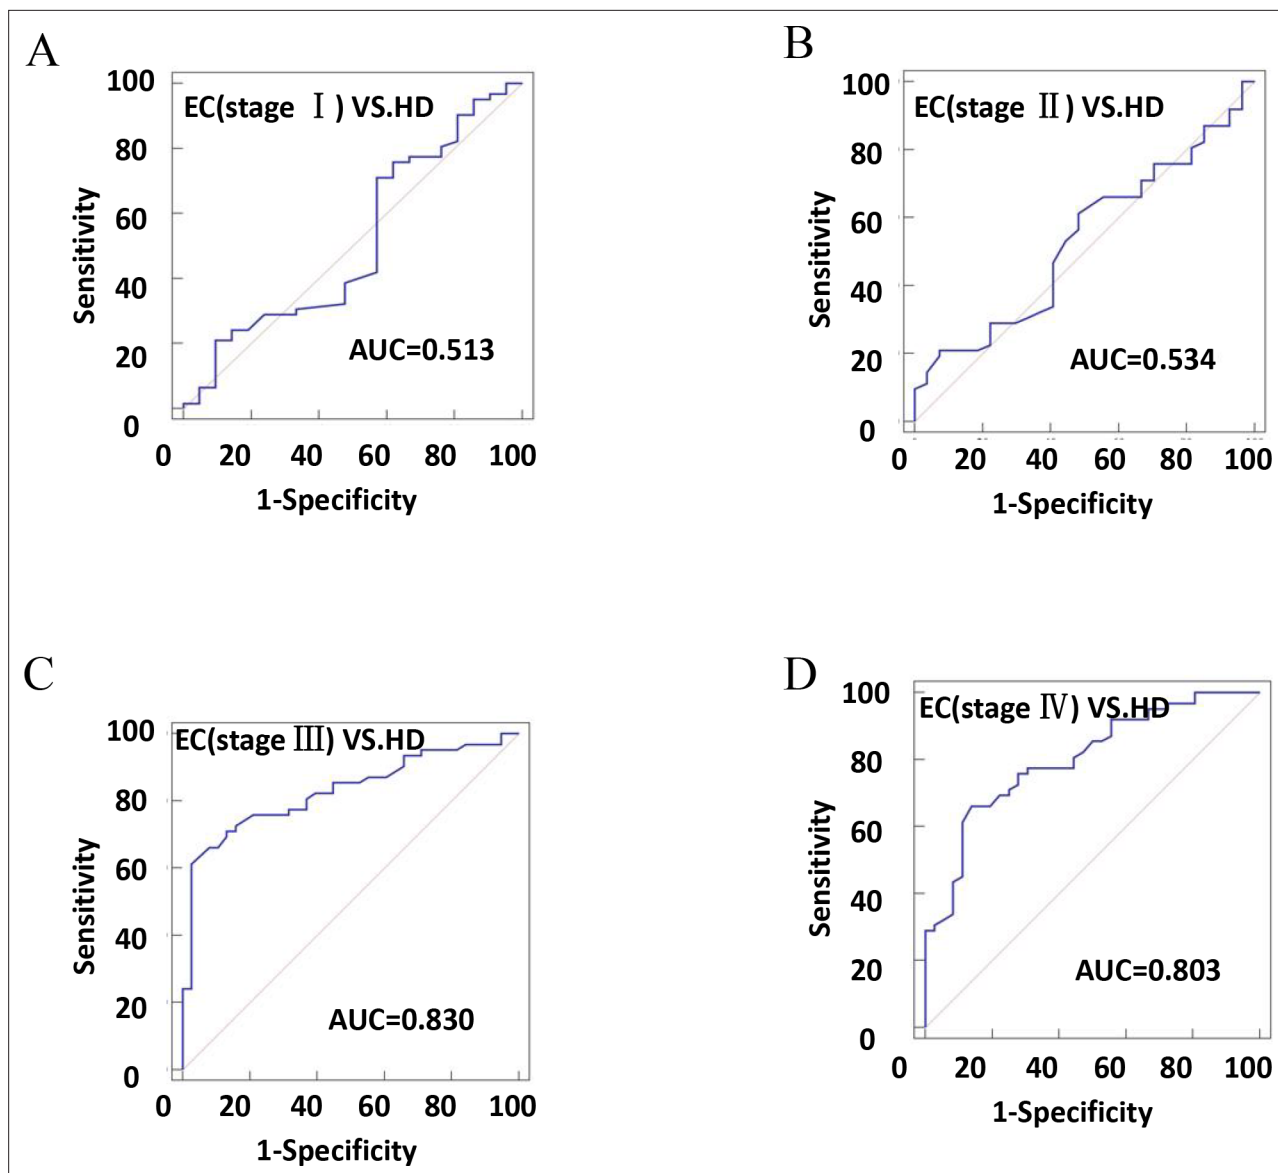 A
EC(stage Ⅰ) VS.HD
100
80
60
40
20
0
Sensitivity
AUC=0.513
0 20 40 60 80 100
1-Specificity
B
EC(stage Ⅱ) VS.HD
100
80
60
40
20
0
Sensitivity
AUC=0.534
0 20 40 60 80 100
1-Specificity
C
EC(stage Ⅲ) VS.HD
100
80
60
40
20
0
Sensitivity
AUC=0.830
0 20 40 60 80 100
1-Specificity
D
EC(stage Ⅳ) VS.HD
100
80
60
40
20
0
Sensitivity
AUC=0.803
0 20 40 60 80 100
1-Specificity